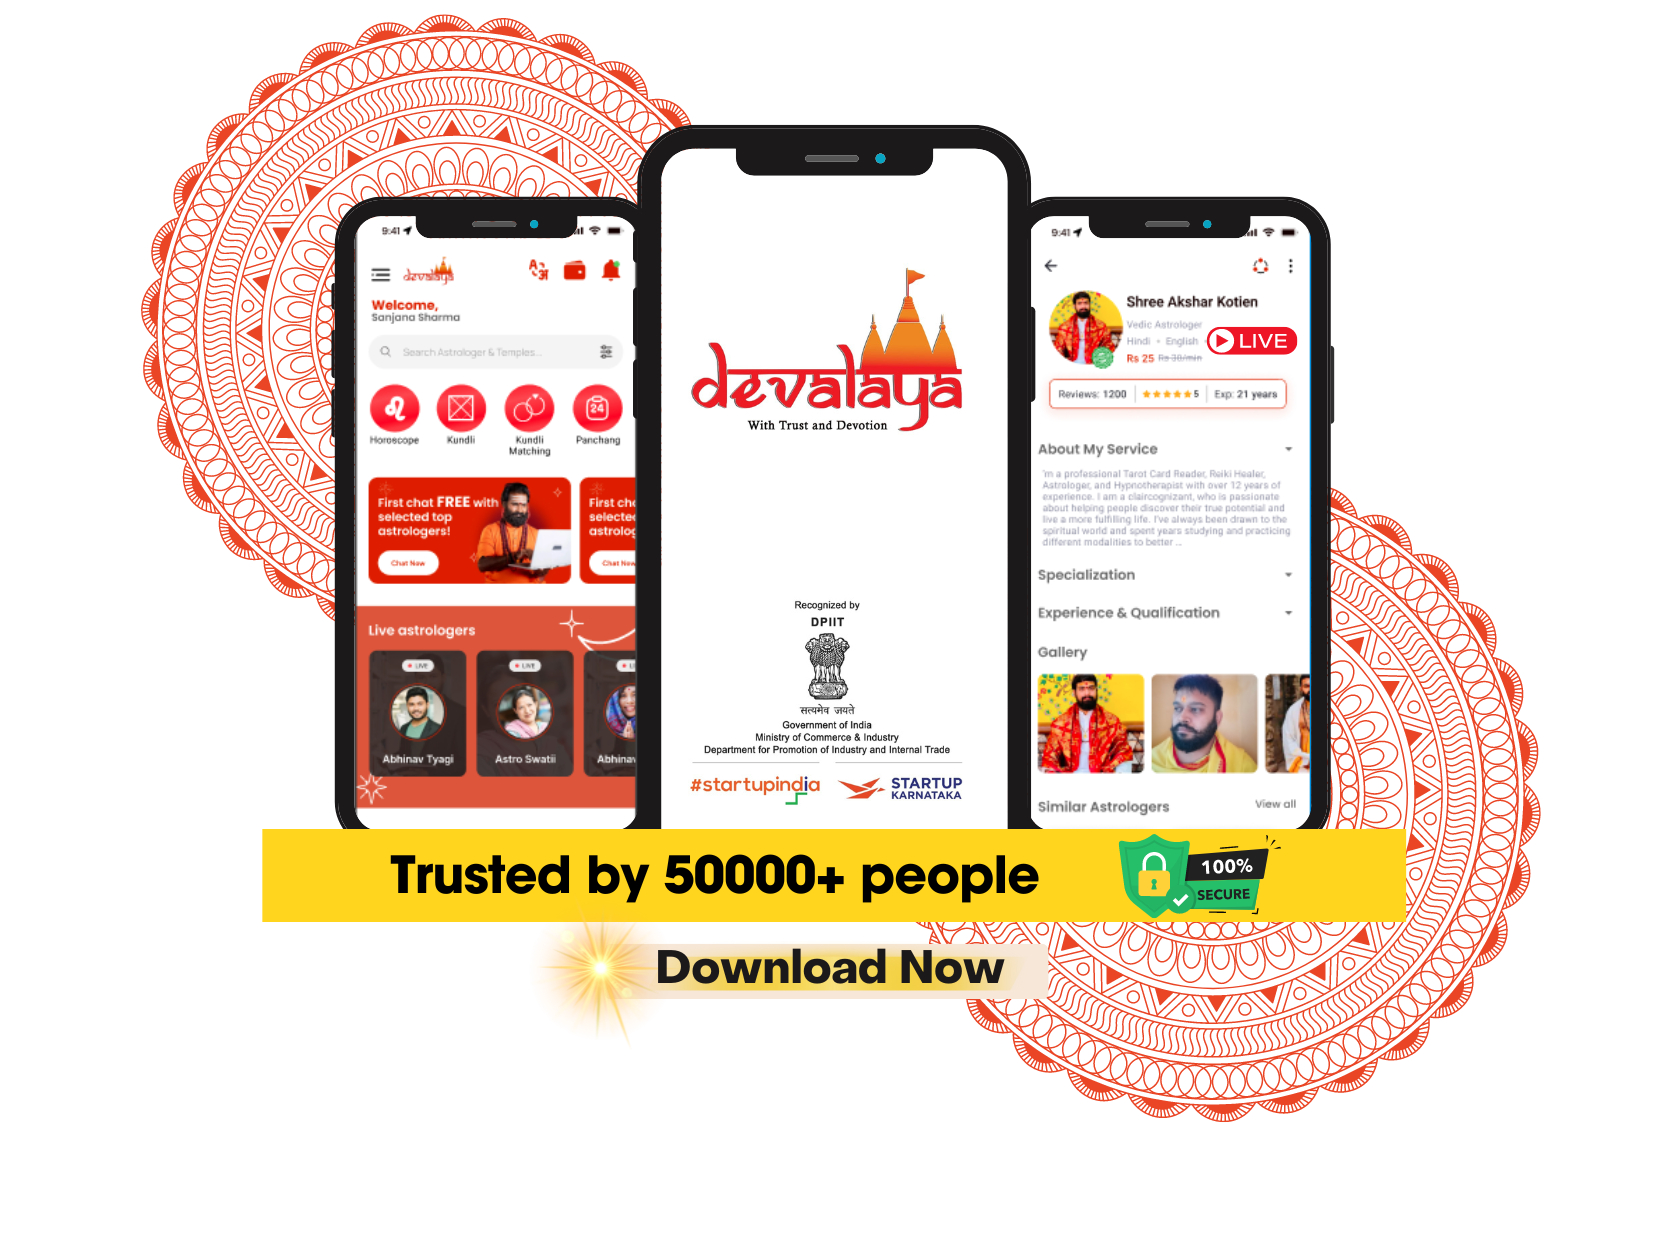 9:41
devalaya
Welcome,
Sanjana Sharma
Search Astrologer & Temples...
Horoscope
Kundli
Kundli
Matching
24
Panchang
First chat FREE with
selected top
astrologers!
Chat Now
First cha
selected
astrolog
Chat Now
Live astrologers
LIVE
LIVE
Abhinav Tyagi
Astro Swatii
Abhinav
devalaya
With Trust and Devotion
Recognized by
DPIIT
सत्यमेव जयते
Government of India
Ministry of Commerce & Industry
Department for Promotion of Industry and Internal Trade
#startupindia
STARTUP
KARNATAKA
9:41
Shree Akshar Kotien
Vedic Astrologer
Hindi • English
LIVE
Rs 25 Rs 30/min
Reviews: 1200
5
Exp: 21 years
About My Service
'm a professional Tarot Card Reader, Reiki Healer,
Astrologer, and Hypnotherapist with over 12 years of
experience. I am a claircognizant, who is passionate
about helping people discover their true potential and
live a more fulfilling life. I've always been drawn to the
spiritual world and spent years studying and practicing
different modalities to better ...
Specialization
Experience & Qualification
Gallery
Similar Astrologers
View all
Trusted by 50000+ people
100%
SECURE
Download Now